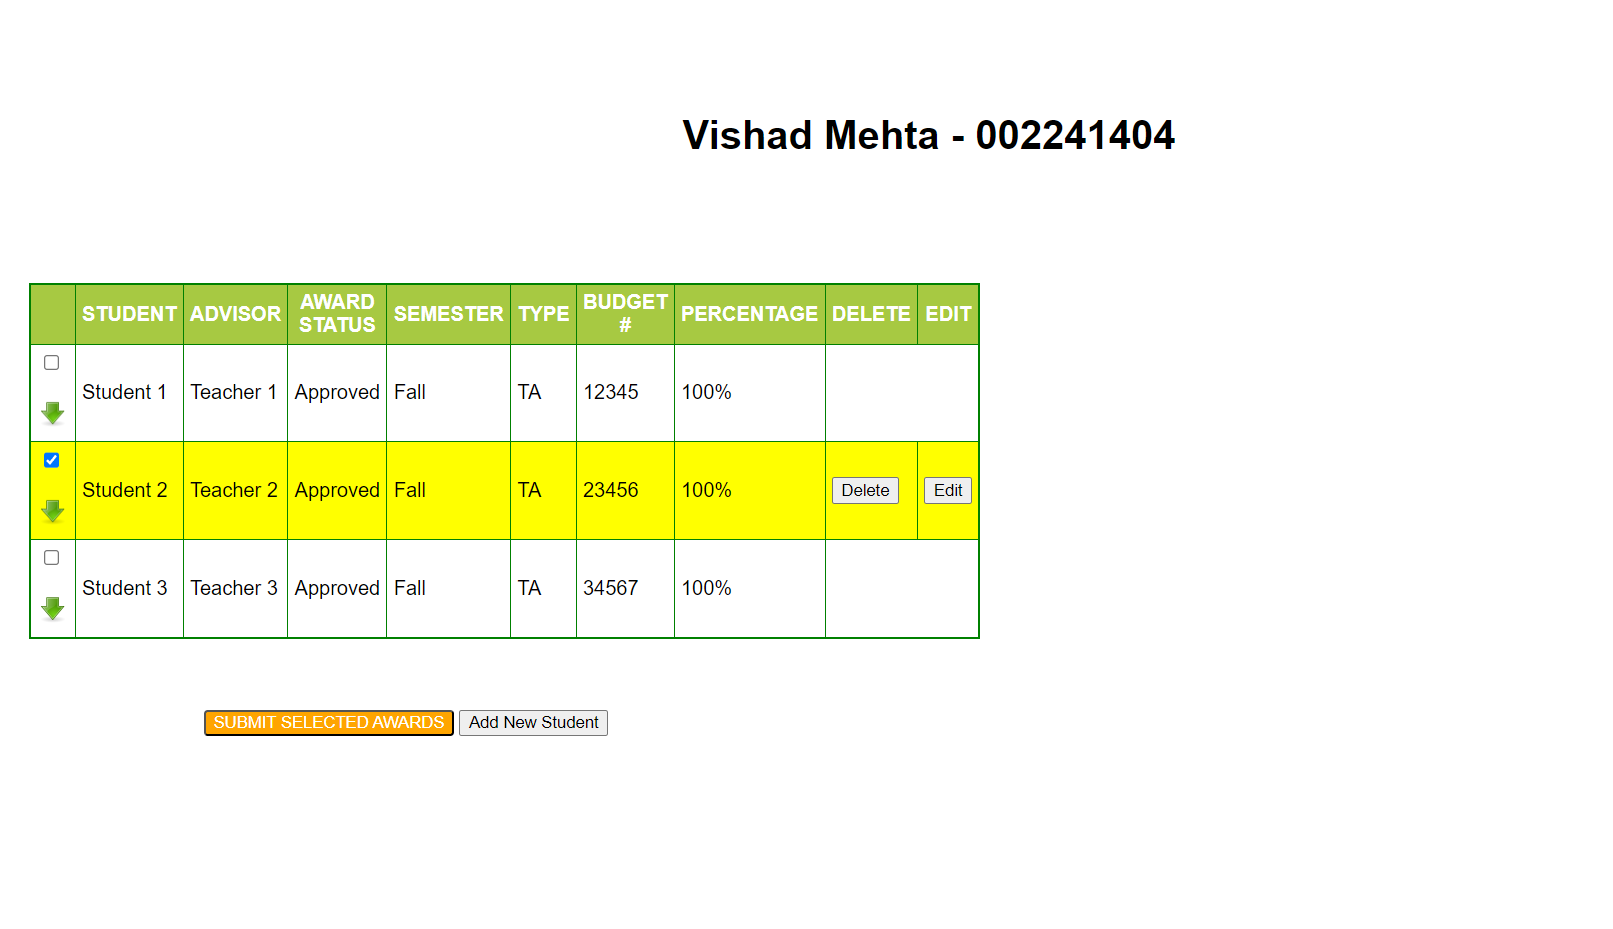 Vishad Mehta - 002241404
STUDENT ADVISOR AWARD STATUS SEMESTER TYPE BUDGET # PERCENTAGE DELETE EDIT
Student 1 Teacher 1 Approved Fall TA 12345 100%
Student 2 Teacher 2 Approved Fall TA 23456 100% Delete Edit
Student 3 Teacher 3 Approved Fall TA 34567 100%
SUBMIT SELECTED AWARDS Add New Student